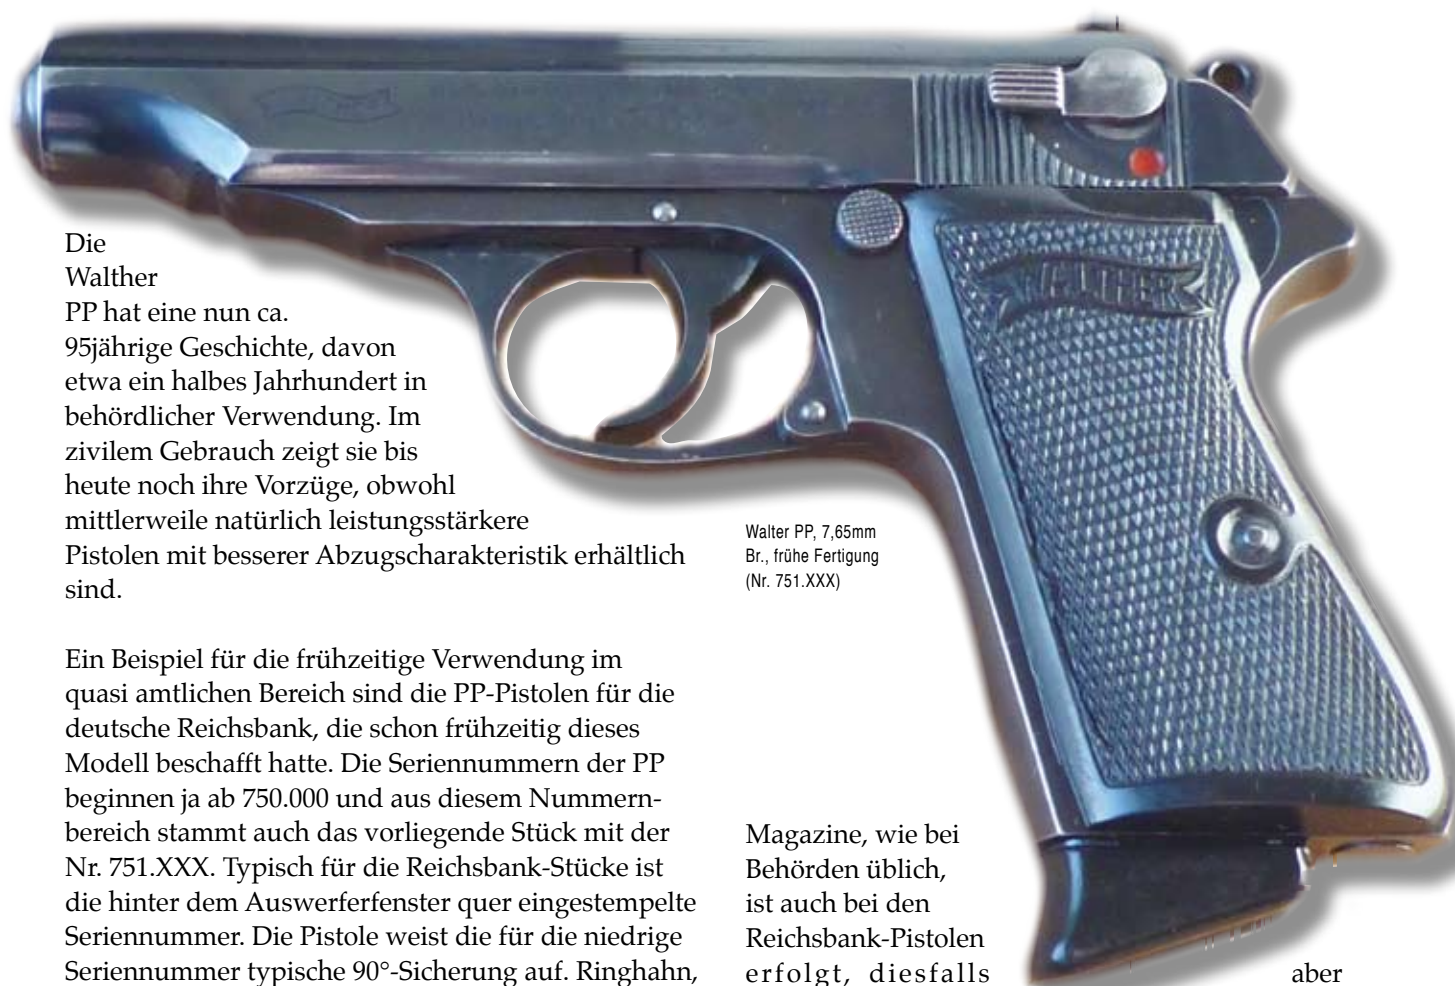 Die
Walther
PP hat eine nun ca.
95jährige Geschichte, davon
etwa ein halbes Jahrhundert in
behördlicher Verwendung. Im
zivilem Gebrauch zeigt sie bis
heute noch ihre Vorzüge, obwohl
mittlerweile natürlich leistungsstärkere
Pistolen mit besserer Abzugscharakteristik erhältlich
sind.
Ein Beispiel für die frühzeitige Verwendung im
quasi amtlichen Bereich sind die PP-Pistolen für die
deutsche Reichsbank, die schon frühzeitig dieses
Modell beschafft hatte. Die Seriennummern der PP
beginnen ja ab 750.000 und aus diesem Nummern-
bereich stammt auch das vorliegende Stück mit der
Nr. 751.XXX. Typisch für die Reichsbank-Stücke ist
die hinter dem Auswerferfenster quer eingestempelte
Seriennummer. Die Pistole weist die für die niedrige
Seriennummer typische 90°-Sicherung auf. Ringhahn,
WALTHER
Walter PP, 7,65mm
Br., frühe Fertigung
(Nr. 751.XXX)
Magazine, wie bei
Behörden üblich,
ist auch bei den
Reichsbank-Pistolen
erfolgt, diesfalls aber